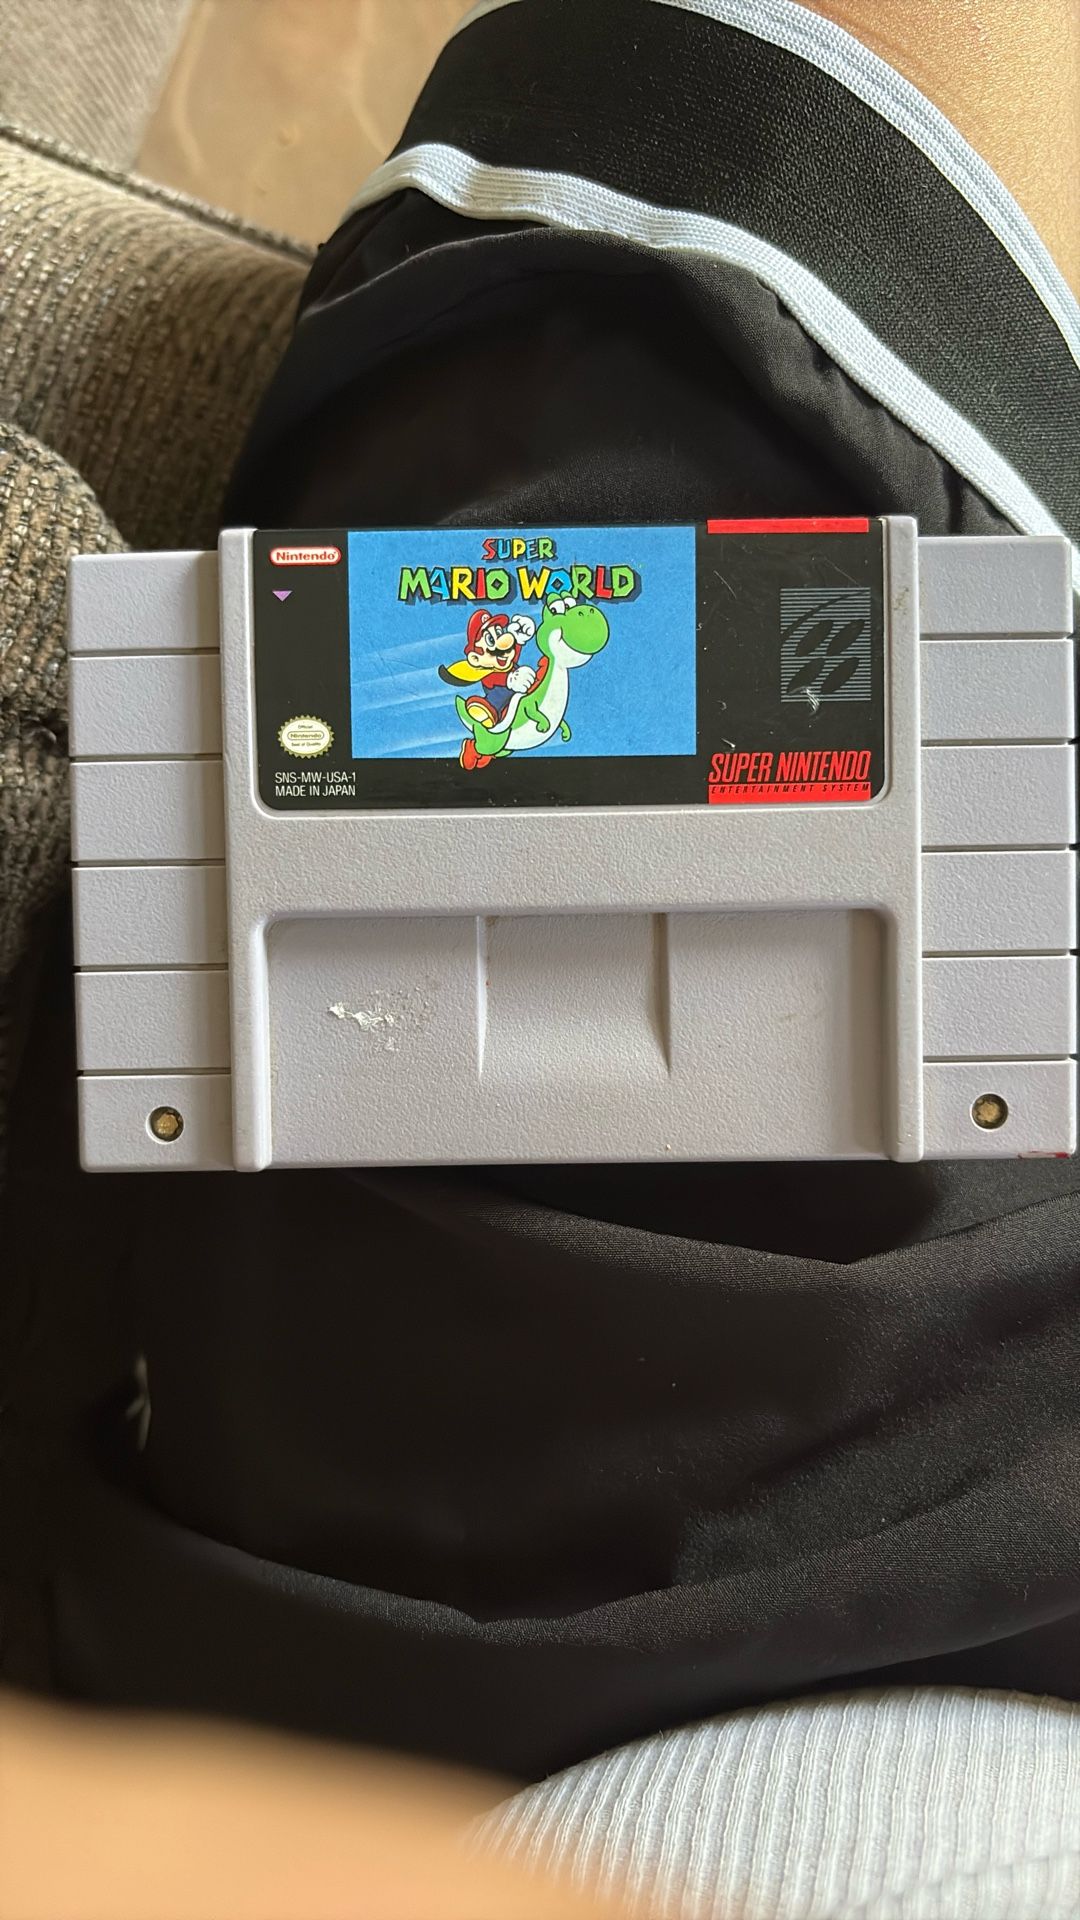 Nintendo®
SUPER
MARIO WORLD
Official
Nintendo
Seal of Quality
SNS-MW-USA-1
MADE IN JAPAN
SUPER NINTENDO
ENTERTAINMENT SYSTEM